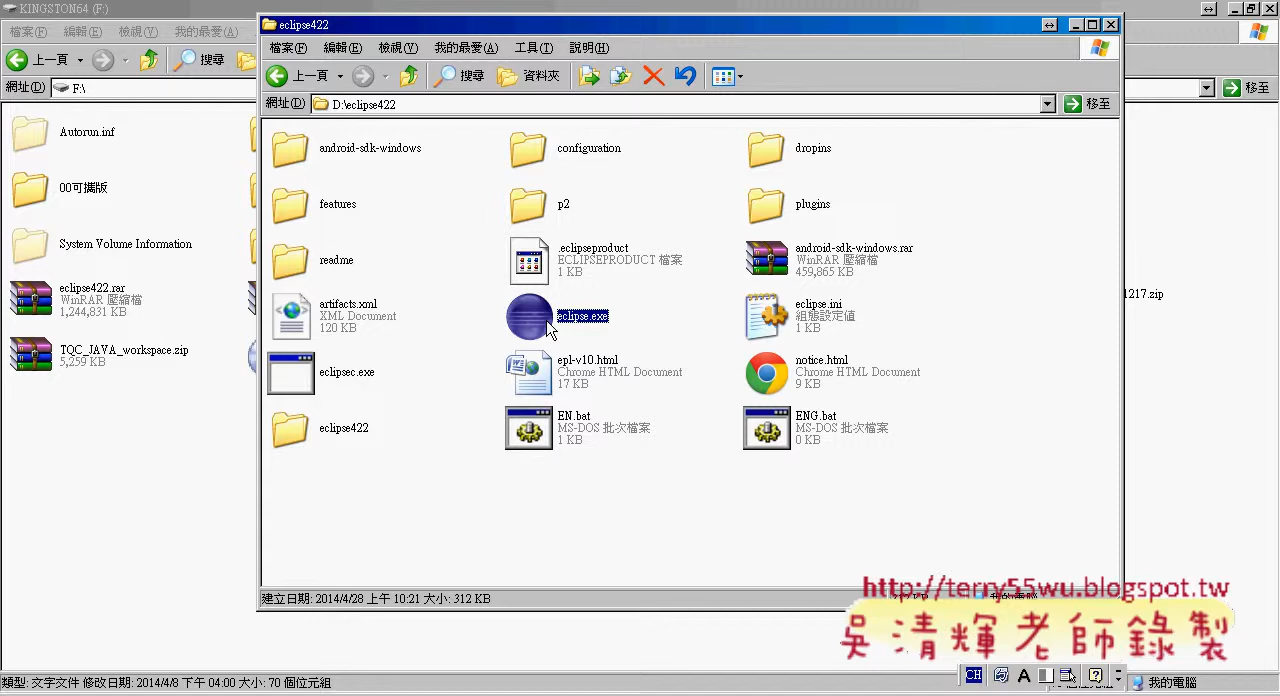 KINGSTON64 (F:)
檔案(F) 編輯(E) 檢視(V) 我的最愛(A)
上一頁 搜尋
網址(D) F:\
移至
Autorun.inf
00可攜版
System Volume Information
eclipse422.rar
WinRAR 壓縮檔
TQC_JAVA_workspace.zip
1217.zip
eclipse422
檔案(F) 編輯(E) 檢視(V) 我的最愛(A) 工具(T) 說明(H)
上一頁 搜尋 資料夾
網址(D) D:\eclipse422 移至
android-sdk-windows
configuration
dropins
features
p2
plugins
readme
.eclipseproduct
ECLIPSEPRODUCT 檔案
1 KB
android-sdk-windows.rar
WinRAR 壓縮檔
459,865 KB
artifacts.xml
XML Document
120 KB
eclipse.exe
eclipse.ini
組態設定值
1 KB
eclipsec.exe
epl-v10.html
Chrome HTML Document
17 KB
notice.html
Chrome HTML Document
9 KB
eclipse422
EN.bat
MS-DOS 批次檔案
1 KB
ENG.bat
MS-DOS 批次檔案
0 KB
建立日期: 2014/4/23 上午 10:21 大小: 312 KB
http://terry55wu.blogspot.tw
吳清輝老師錄製
CH A
類型: 文字文件 修改日期: 2014/4/8 下午 04:00 大小: 70 個位元組
我的電腦